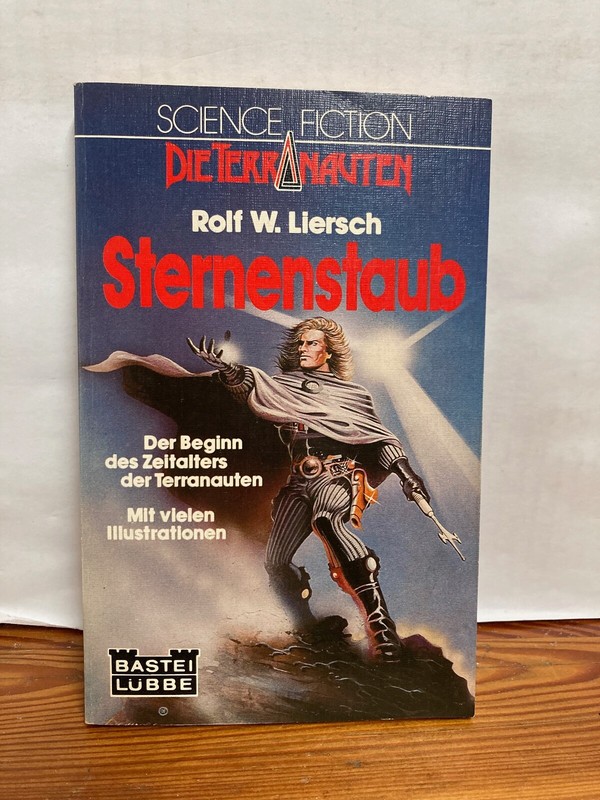 SCIENCE FICTION
DIE TERRANAUTEN
Rolf W. Liersch
Sternenstaub
Der Beginn
des Zeitalters
der Terranauten
Mit vielen
Illustrationen
BASTEI
LÜBBE